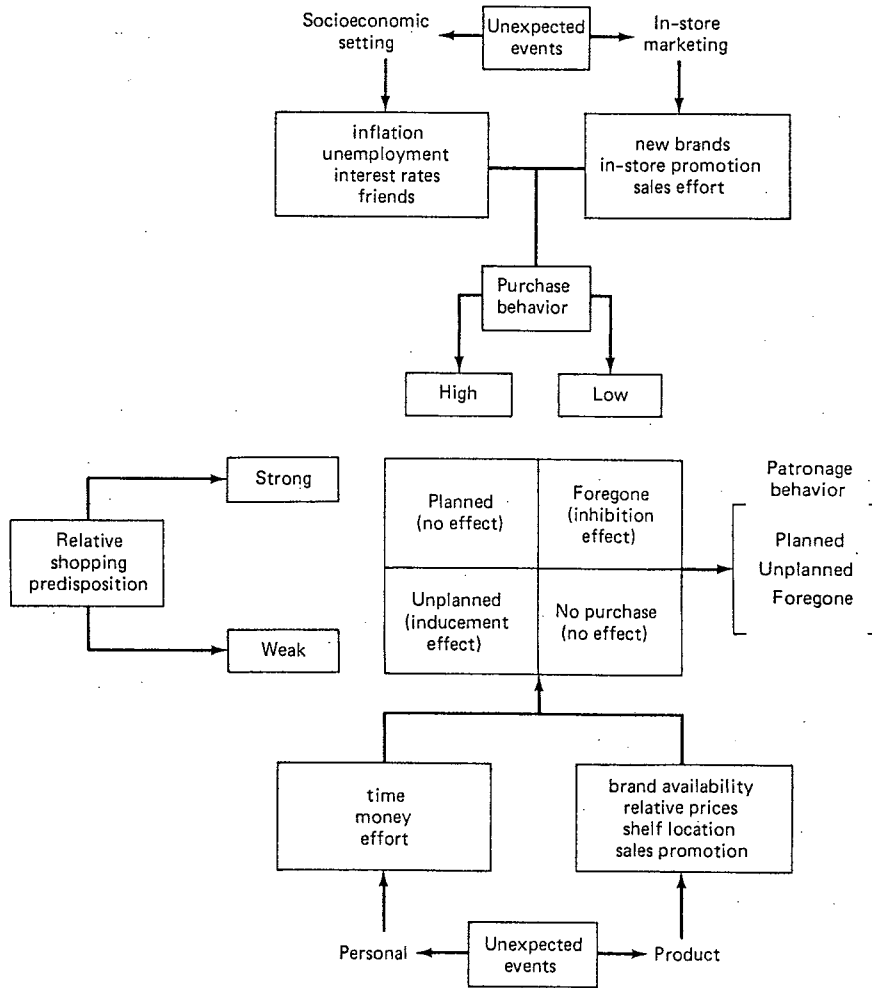 Socioeconomic
setting
Unexpected
events
In-store
marketing
inflation
unemployment
interest rates
friends
new brands
in-store promotion
sales effort
Purchase
behavior
High
Low
Strong
Relative
shopping
predisposition
Weak
Planned
(no effect)
Foregone
(inhibition
effect)
Unplanned
(inducement
effect)
No purchase
(no effect)
Patronage
behavior
Planned
Unplanned
Foregone
time
money
effort
brand availability
relative prices
shelf location
sales promotion
Personal
Unexpected
events
Product